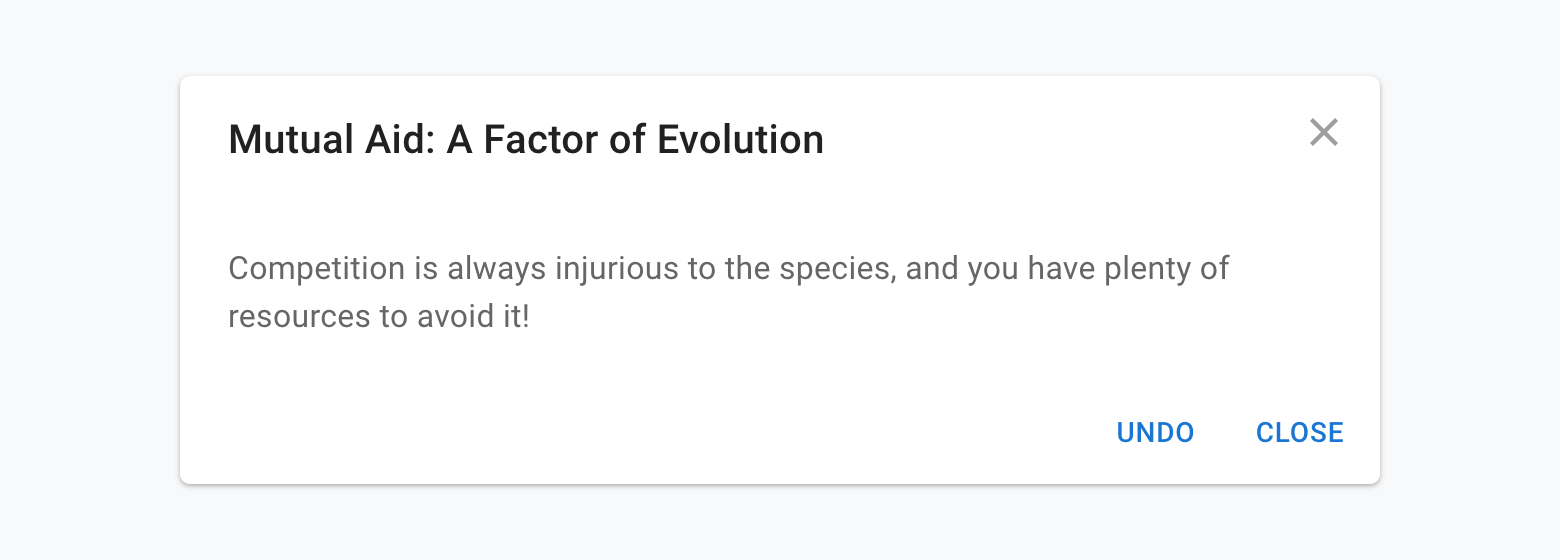 Mutual Aid: A Factor of Evolution
Competition is always injurious to the species, and you have plenty of
resources to avoid it!
UNDO CLOSE